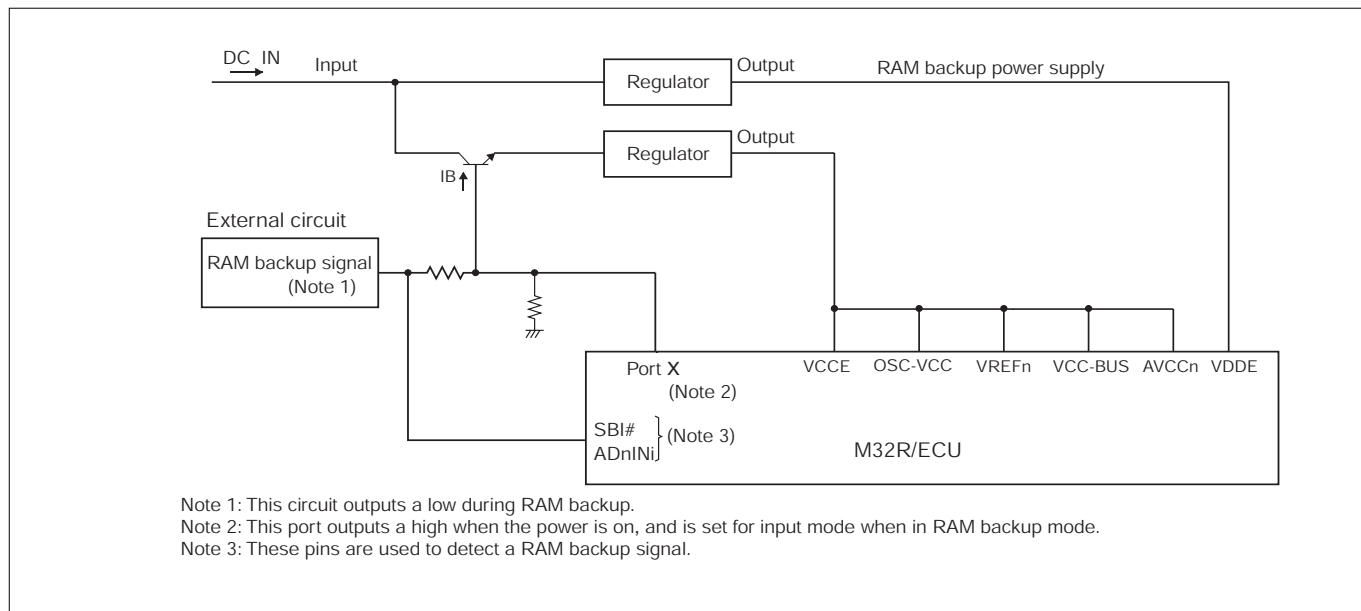 DC IN
Input
Regulator
Output
RAM backup power supply
Regulator
Output
IB
External circuit
RAM backup signal
(Note 1)
Port X
(Note 2)
VCCE
OSC-VCC
VREFn
VCC-BUS
AVCCn
VDDE
SBI#
ADnINi
(Note 3)
M32R/ECU
Note 1: This circuit outputs a low during RAM backup.
Note 2: This port outputs a high when the power is on, and is set for input mode when in RAM backup mode.
Note 3: These pins are used to detect a RAM backup signal.